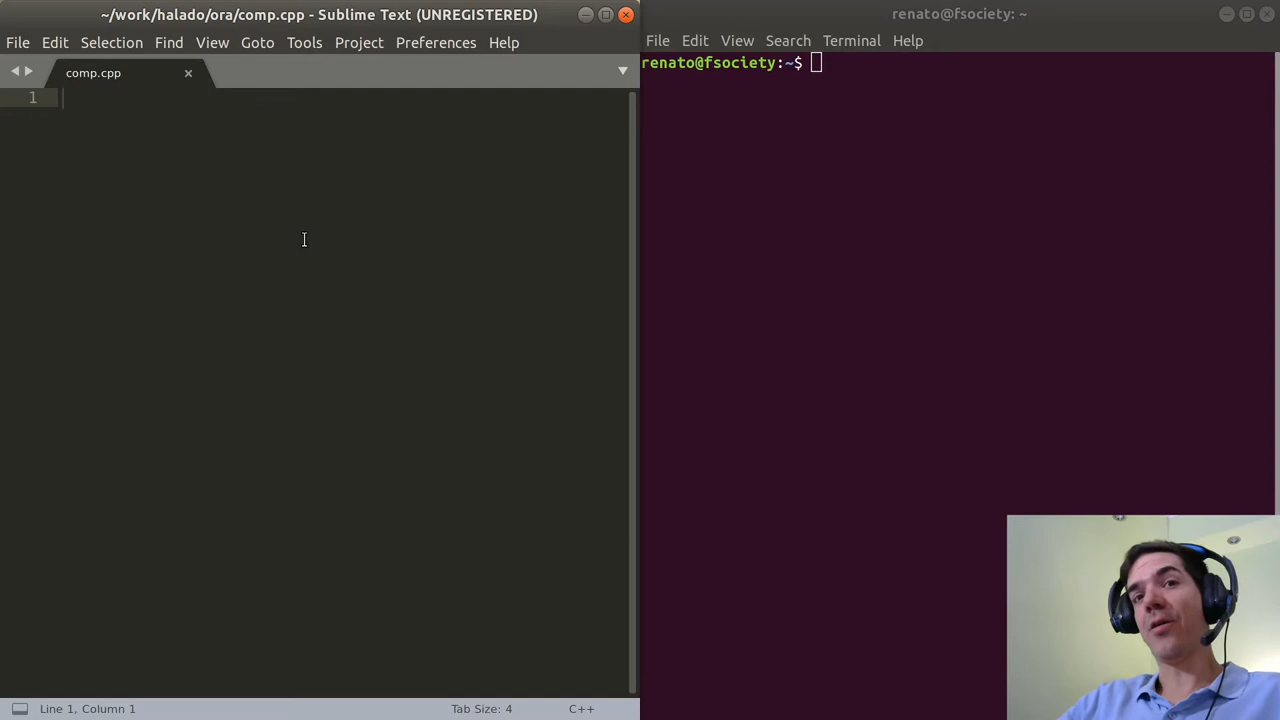 ~/work/halado/ora/comp.cpp - Sublime Text (UNREGISTERED)
File Edit Selection Find View Goto Tools Project Preferences Help
comp.cpp
1
Line 1, Column 1
Tab Size: 4
C++
renato@fsociety: ~
File Edit View Search Terminal Help
renato@fsociety:~$